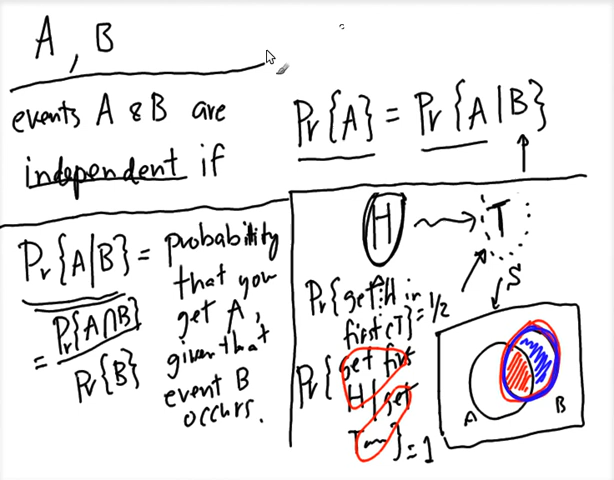 A, B
events A & B are
independent if
Pr{A} = Pr{A|B}
Pr{A|B} = probability
that you
get A,
given that
event B
occurs.
= Pr{A∩B}
Pr{B}
H T
Pr{get H in
first (T} = 1/2
Pr{get first
H | get
T } = 1
S
A B